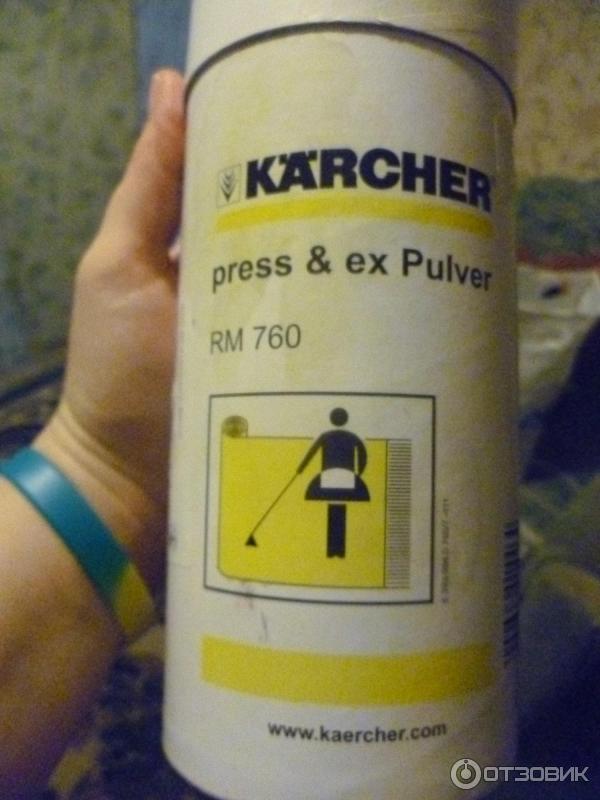 KÄRCHER
press & ex Pulver
RM 760
www.kaercher.com
ОТЗОВИК